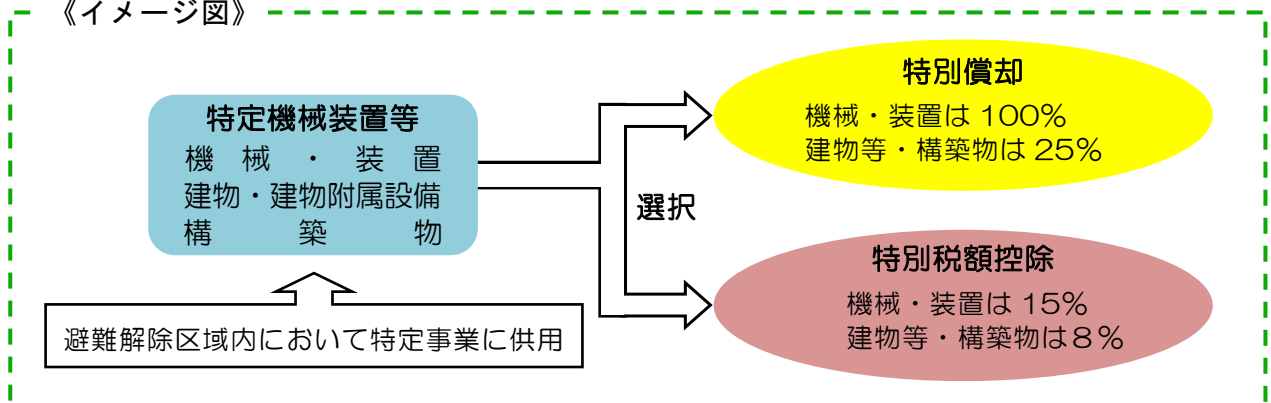 《イメージ図》
特定機械装置等
機械・装置
建物・建物附属設備
構築物
避難解除区域内において特定事業に供用
選択
特別償却
機械・装置は 100%
建物等・構築物は 25%
特別税額控除
機械・装置は 15%
建物等・構築物は8%